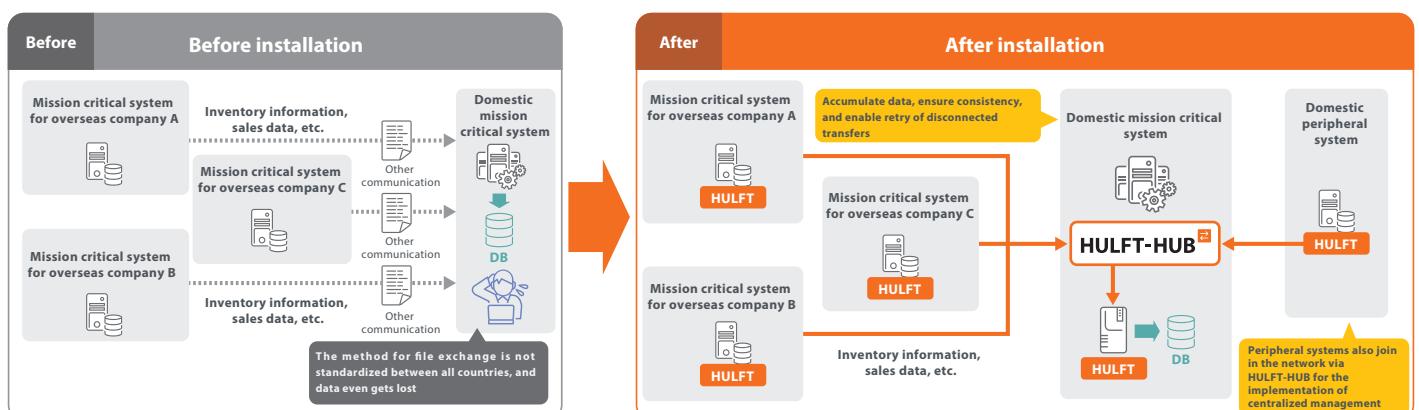 Before
Before installation
Mission critical system
for overseas company A
Inventory information,
sales data, etc.
Other
communication
Mission critical system
for overseas company C
Other
communication
Mission critical system
for overseas company B
Inventory information,
sales data, etc.
Other
communication
Domestic
mission
critical system
DB
The method for file exchange is not
standardized between all countries, and
data even gets lost
After
After installation
Mission critical system
for overseas company A
HULFT
Accumulate data, ensure consistency,
and enable retry of disconnected
transfers
Mission critical system
for overseas company C
HULFT
Mission critical system
for overseas company B
HULFT
Inventory information,
sales data, etc.
Domestic mission critical
system
HULFT-HUB
HULFT
DB
Domestic
peripheral
system
HULFT
Peripheral systems also join
in the network via
HULFT-HUB for the
implementation of
centralized management